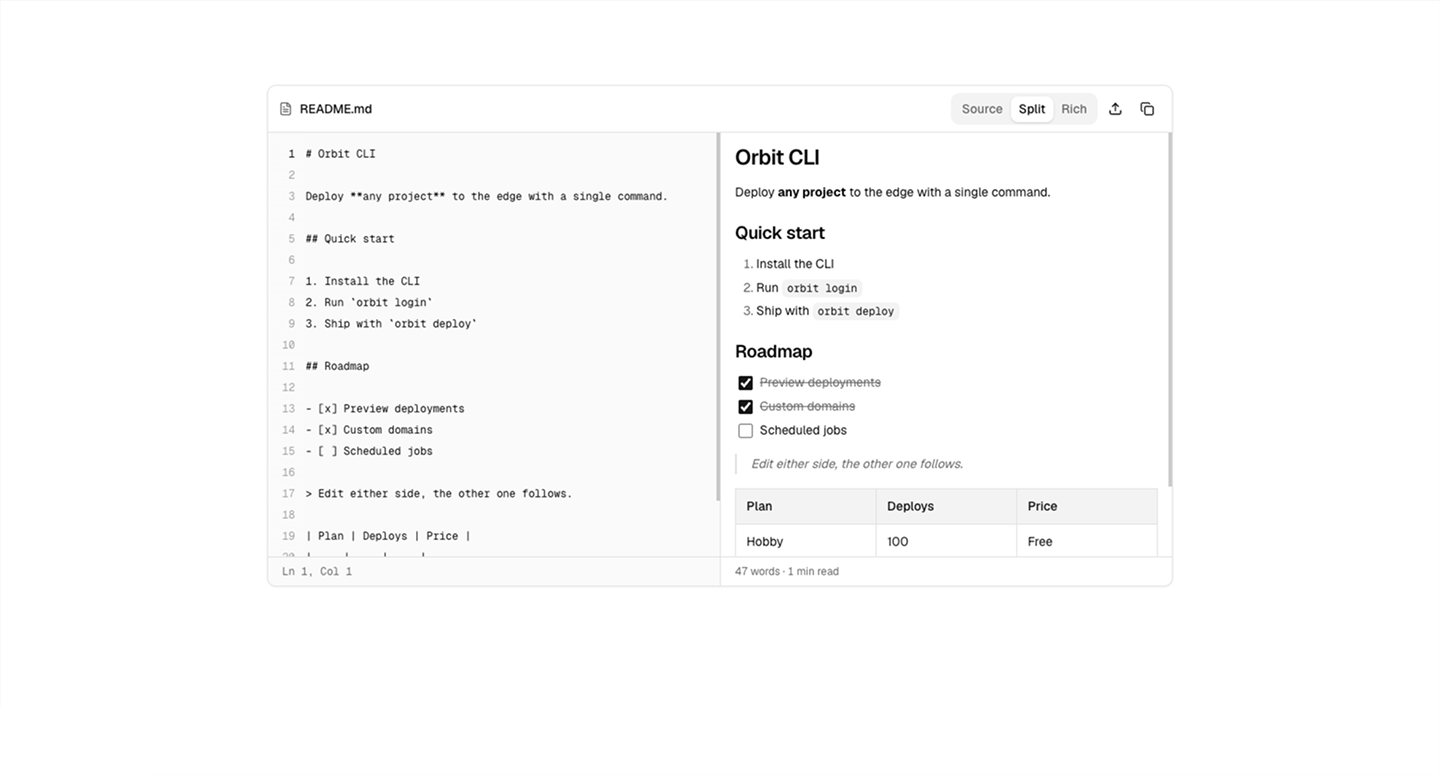 README.md
Source Split Rich
1 # Orbit CLI
2
3 Deploy **any project** to the edge with a single command.
4
5 ## Quick start
6
7 1. Install the CLI
8 2. Run `orbit login`
9 3. Ship with `orbit deploy`
10
11 ## Roadmap
12
13 - [x] Preview deployments
14 - [x] Custom domains
15 - [ ] Scheduled jobs
16
17 > Edit either side, the other one follows.
18
19 | Plan | Deploys | Price |
Ln 1, Col 1
Orbit CLI
Deploy any project to the edge with a single command.
Quick start
1. Install the CLI
2. Run orbit login
3. Ship with orbit deploy
Roadmap
Preview deployments
Custom domains
Scheduled jobs
Edit either side, the other one follows.
Plan Deploys Price
Hobby 100 Free
47 words · 1 min read